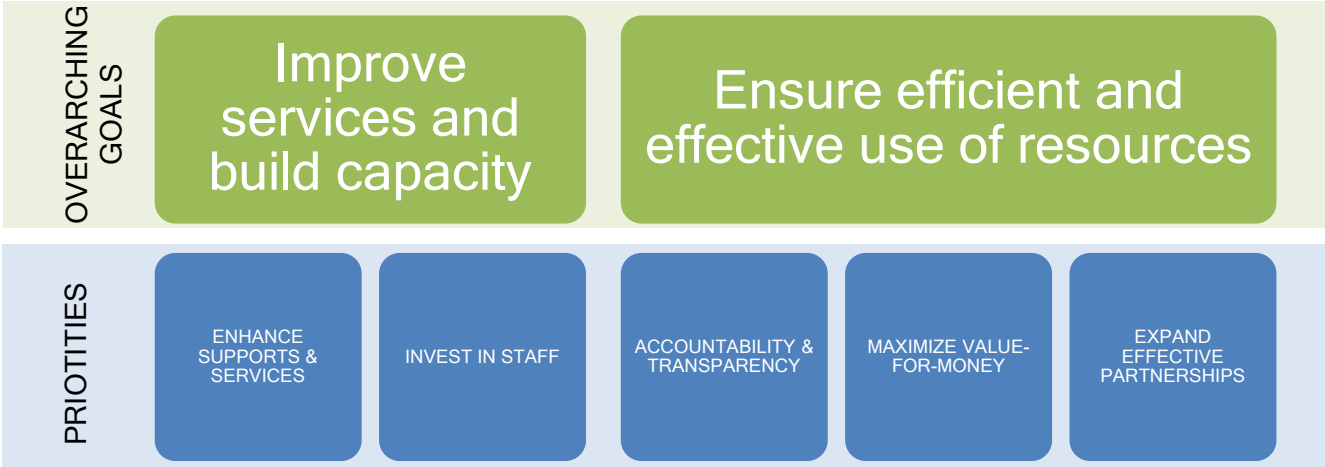 OVERARCHING
GOALS
Improve
services and
build capacity
Ensure efficient and
effective use of resources
PRIOTITIES
ENHANCE
SUPPORTS &
SERVICES
INVEST IN STAFF
ACCOUNTABILITY &
TRANSPARENCY
MAXIMIZE VALUE-
FOR-MONEY
EXPAND
EFFECTIVE
PARTNERSHIPS